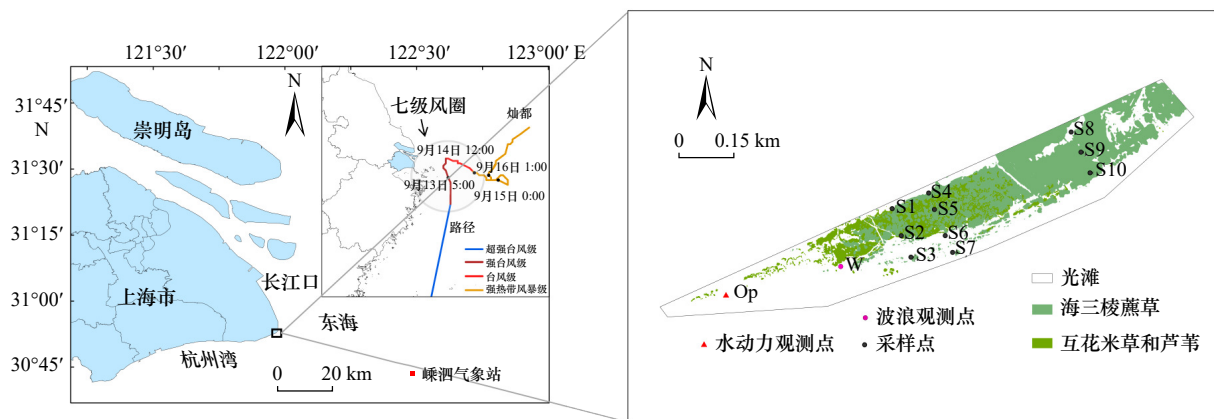 121°30′
122°00′
122°30′
123°00′ E
31°45′
N
31°30′
31°15′
31°00′
30°45′
崇明岛
上海市
长江口
杭州湾
东海
N
0 20 km
嵊泗气象站
七级风圈
灿都
9月14日 12:00
9月16日 1:00
9月13日 5:00
9月15日 0:00
路径
超强台风级
强台风级
台风级
强热带风暴级
N
0 0.15 km
S8
S9
S10
S4
S1
S5
S2
S6
S7
S3
W
Op
光滩
海三棱藨草
互花米草和芦苇
波浪观测点
水动力观测点
采样点